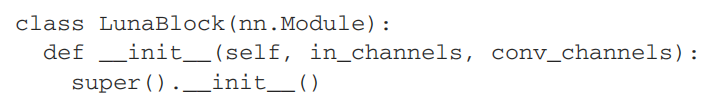 class LunaBlock(nn.Module):
  def __init__(self, in_channels, conv_channels):
    super().__init__()